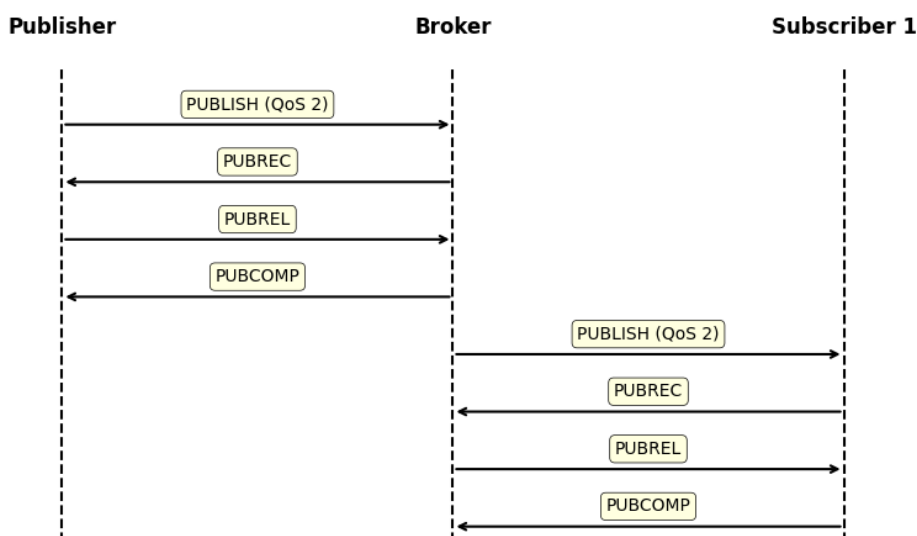 Publisher Broker Subscriber 1
PUBLISH (QoS 2)
PUBREC
PUBREL
PUBCOMP
PUBLISH (QoS 2)
PUBREC
PUBREL
PUBCOMP